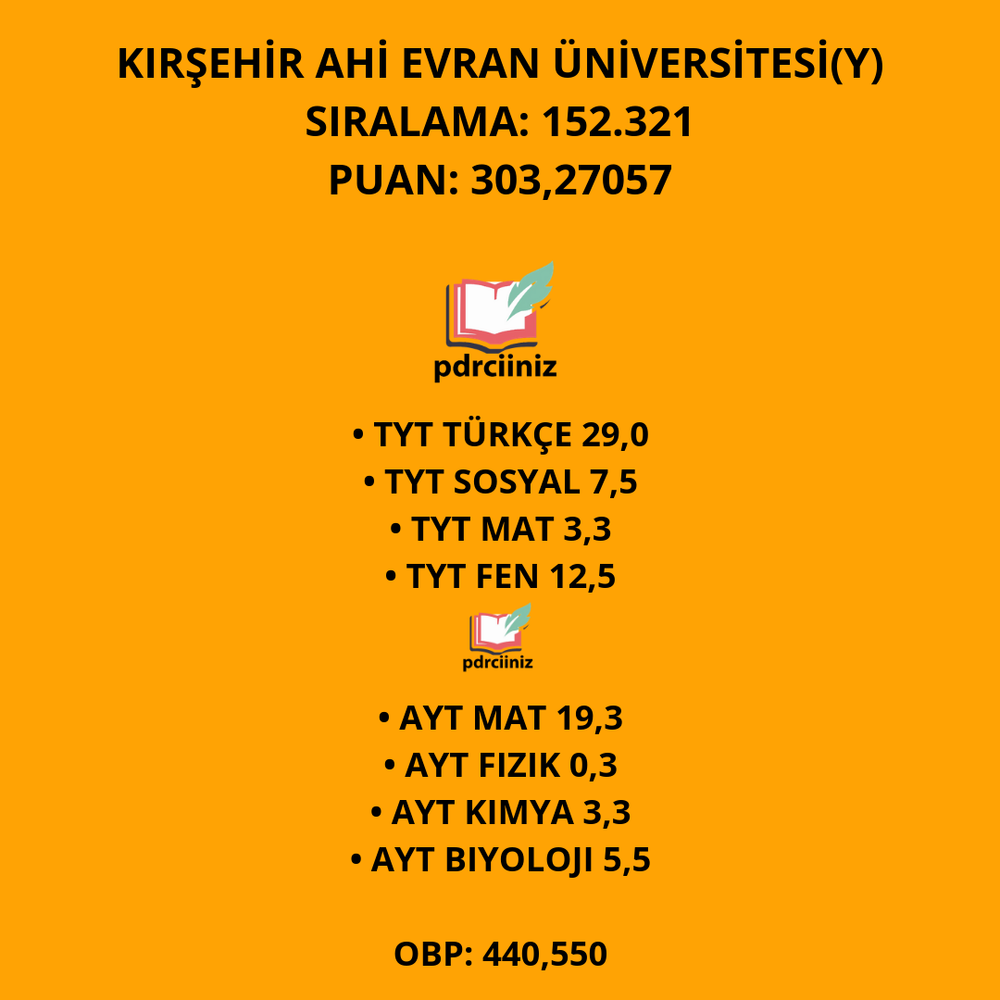 KIRŞEHİR AHİ EVRAN ÜNİVERSİTESİ(Y)
SIRALAMA: 152.321
PUAN: 303,27057
pdrciiniz
• TYT TÜRKÇE 29,0
• TYT SOSYAL 7,5
• TYT MAT 3,3
• TYT FEN 12,5
pdrciiniz
• AYT MAT 19,3
• AYT FIZIK 0,3
• AYT KIMYA 3,3
• AYT BIYOLOJI 5,5
OBP: 440,550